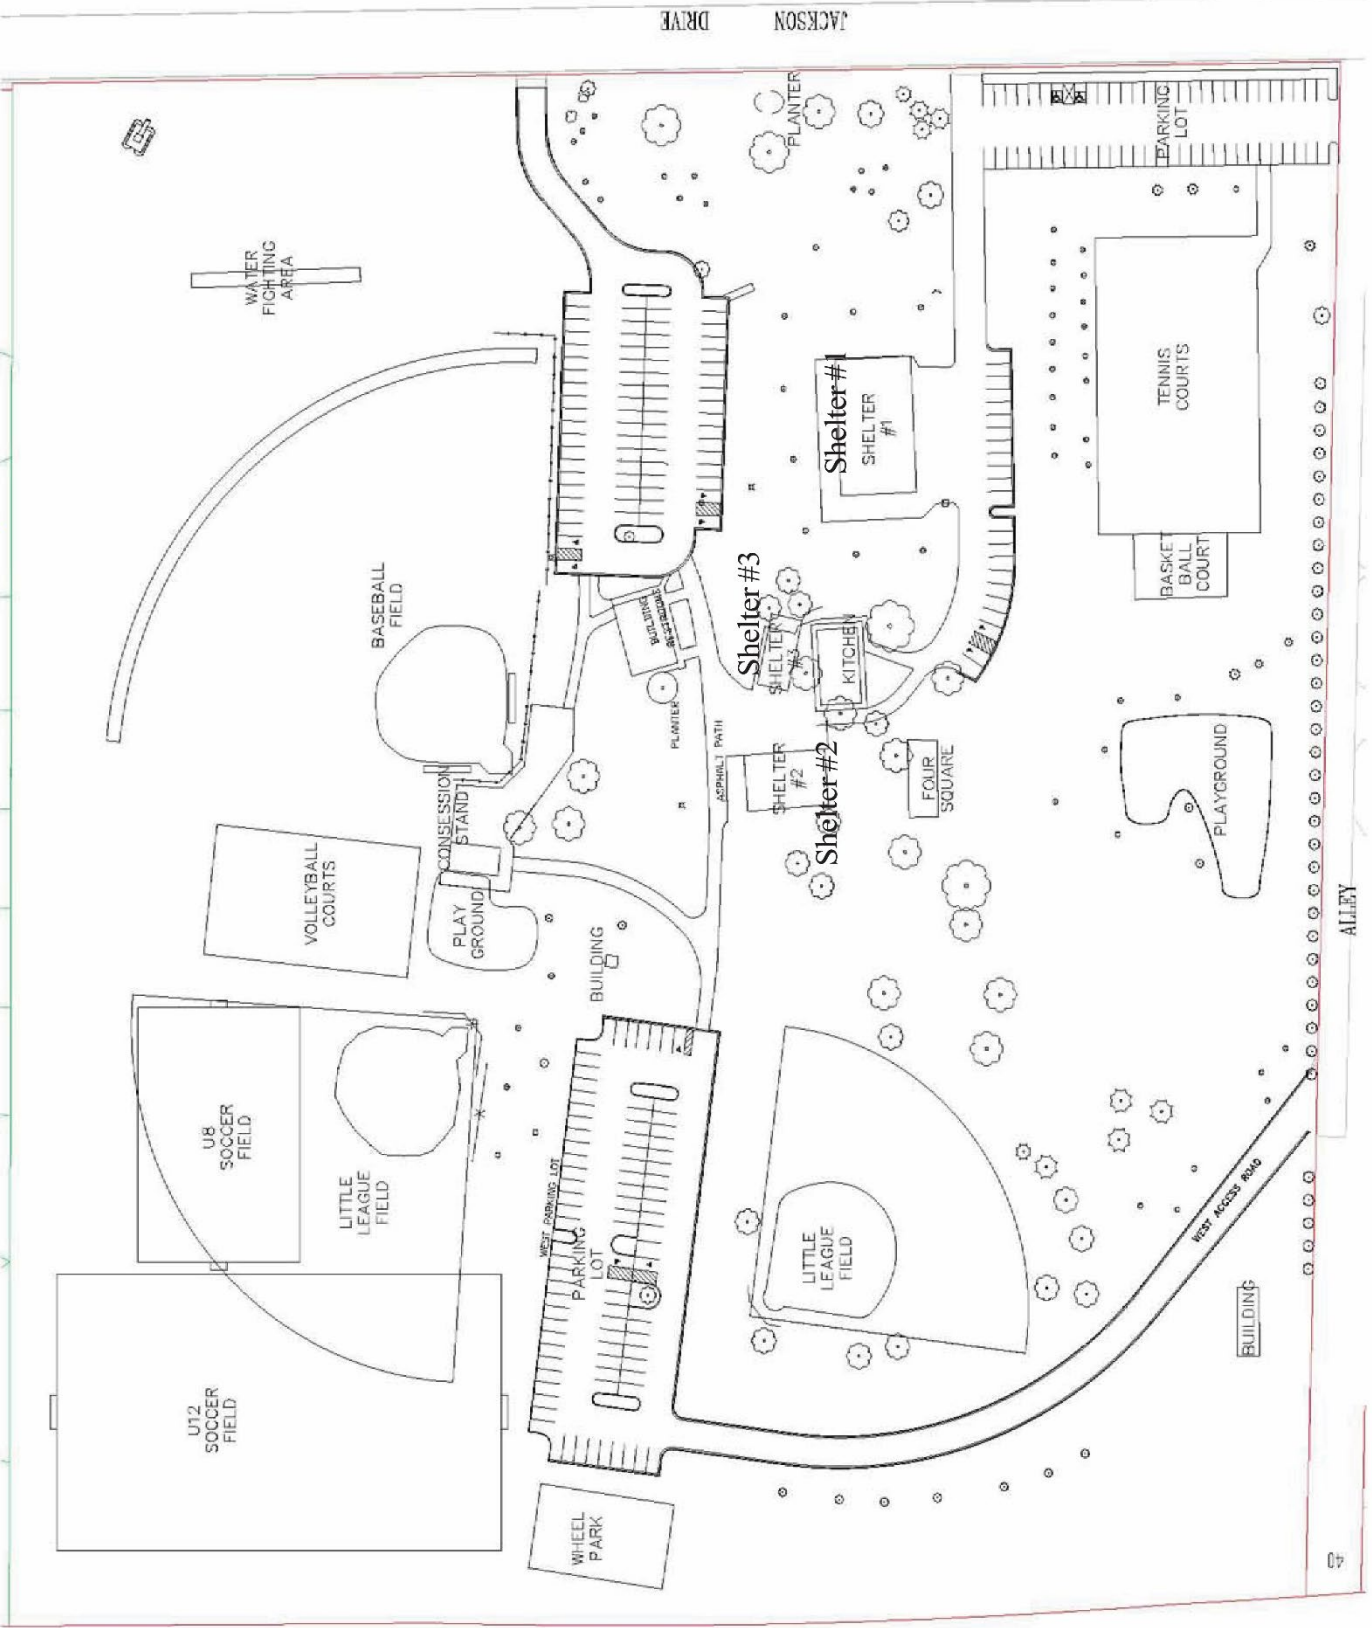 JACKSON DRIVE
PLANTER
PARKING
LOT
WATER
FIGHTING
AREA
Shelter #1
SHELTER
#1
TENNIS
COURTS
BASEBALL
FIELD
BUILDING
RESTROOMS
Shelter #3
SHELTER
#3
KITCHEN
BASKET
BALL
COURT
PLANTER
ASPHALT PATH
SHELTER
#2
Shelter #2
FOUR
SQUARE
PLAYGROUND
CONSESSION
STAND
VOLLEYBALL
COURTS
PLAY
GROUND
BUILDING
ALLEY
U8
SOCCER
FIELD
LITTLE
LEAGUE
FIELD
WEST PARKING LOT
PARKING
LOT
LITTLE
LEAGUE
FIELD
WEST ACCESS ROAD
BUILDING
U12
SOCCER
FIELD
WHEEL
PARK
40